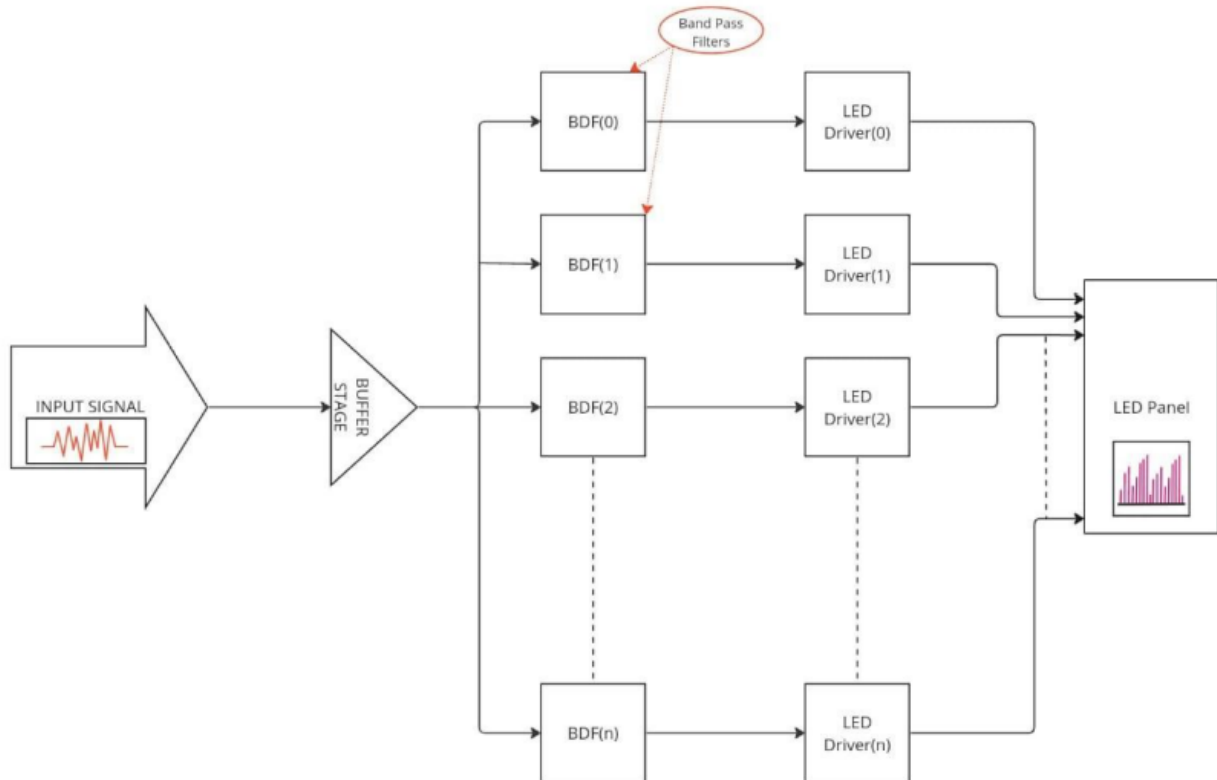 Band Pass
Filters
BDF(0)
LED
Driver(0)
BDF(1)
LED
Driver(1)
INPUT SIGNAL
BUFFER
STAGE
BDF(2)
LED
Driver(2)
LED Panel
BDF(n)
LED
Driver(n)